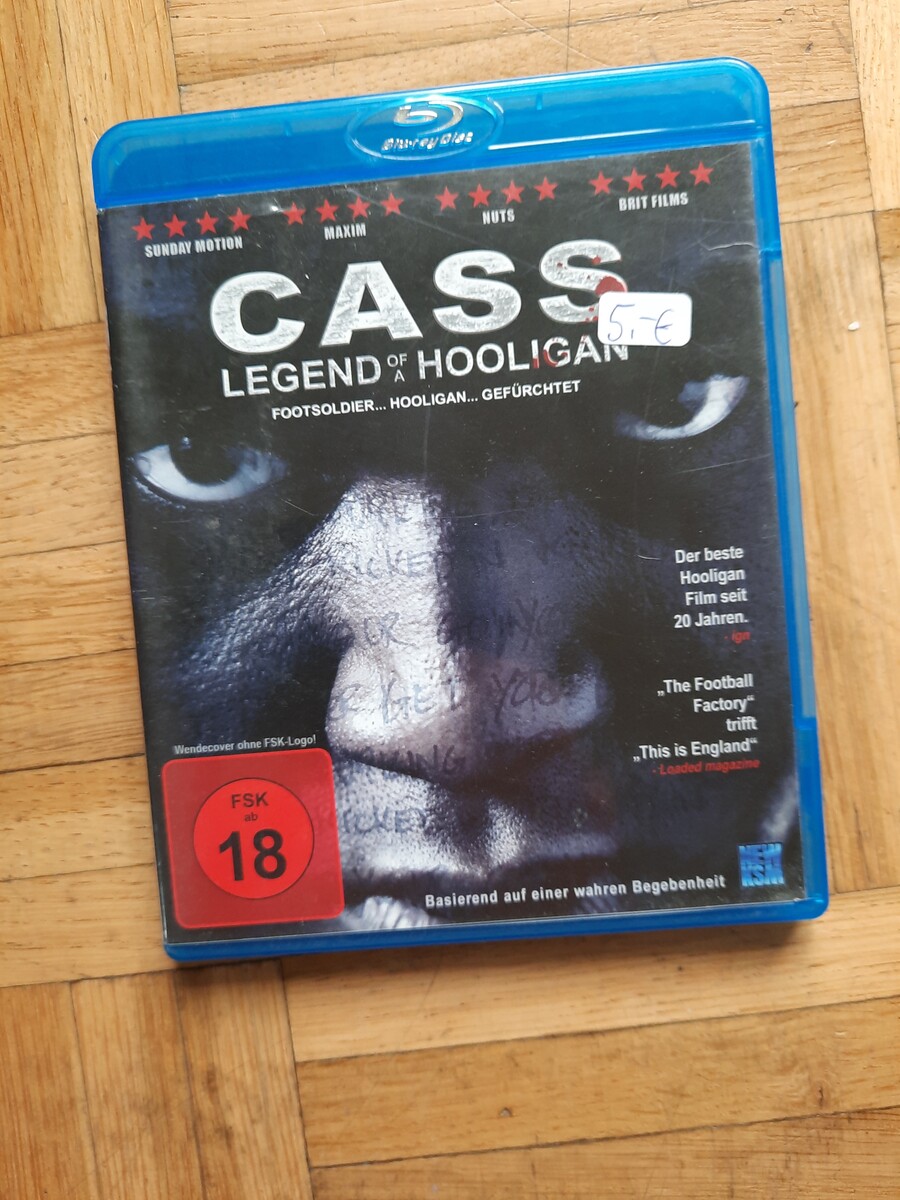 Blu-ray Disc
SUNDAY MOTION
MAXIM
NUTS
BRIT FILMS
CASS
5,-€
LEGEND OF A HOOLIGAN
FOOTSOLDIER... HOOLIGAN... GEFÜRCHTET
Der beste
Hooligan
Film seit
20 Jahren.
- ign
„The Football
Factory“
trifft
„This is England“
- Loaded magazine
Wendecover ohne FSK-Logo!
FSK
ab
18
Basierend auf einer wahren Begebenheit
NEW
KSM